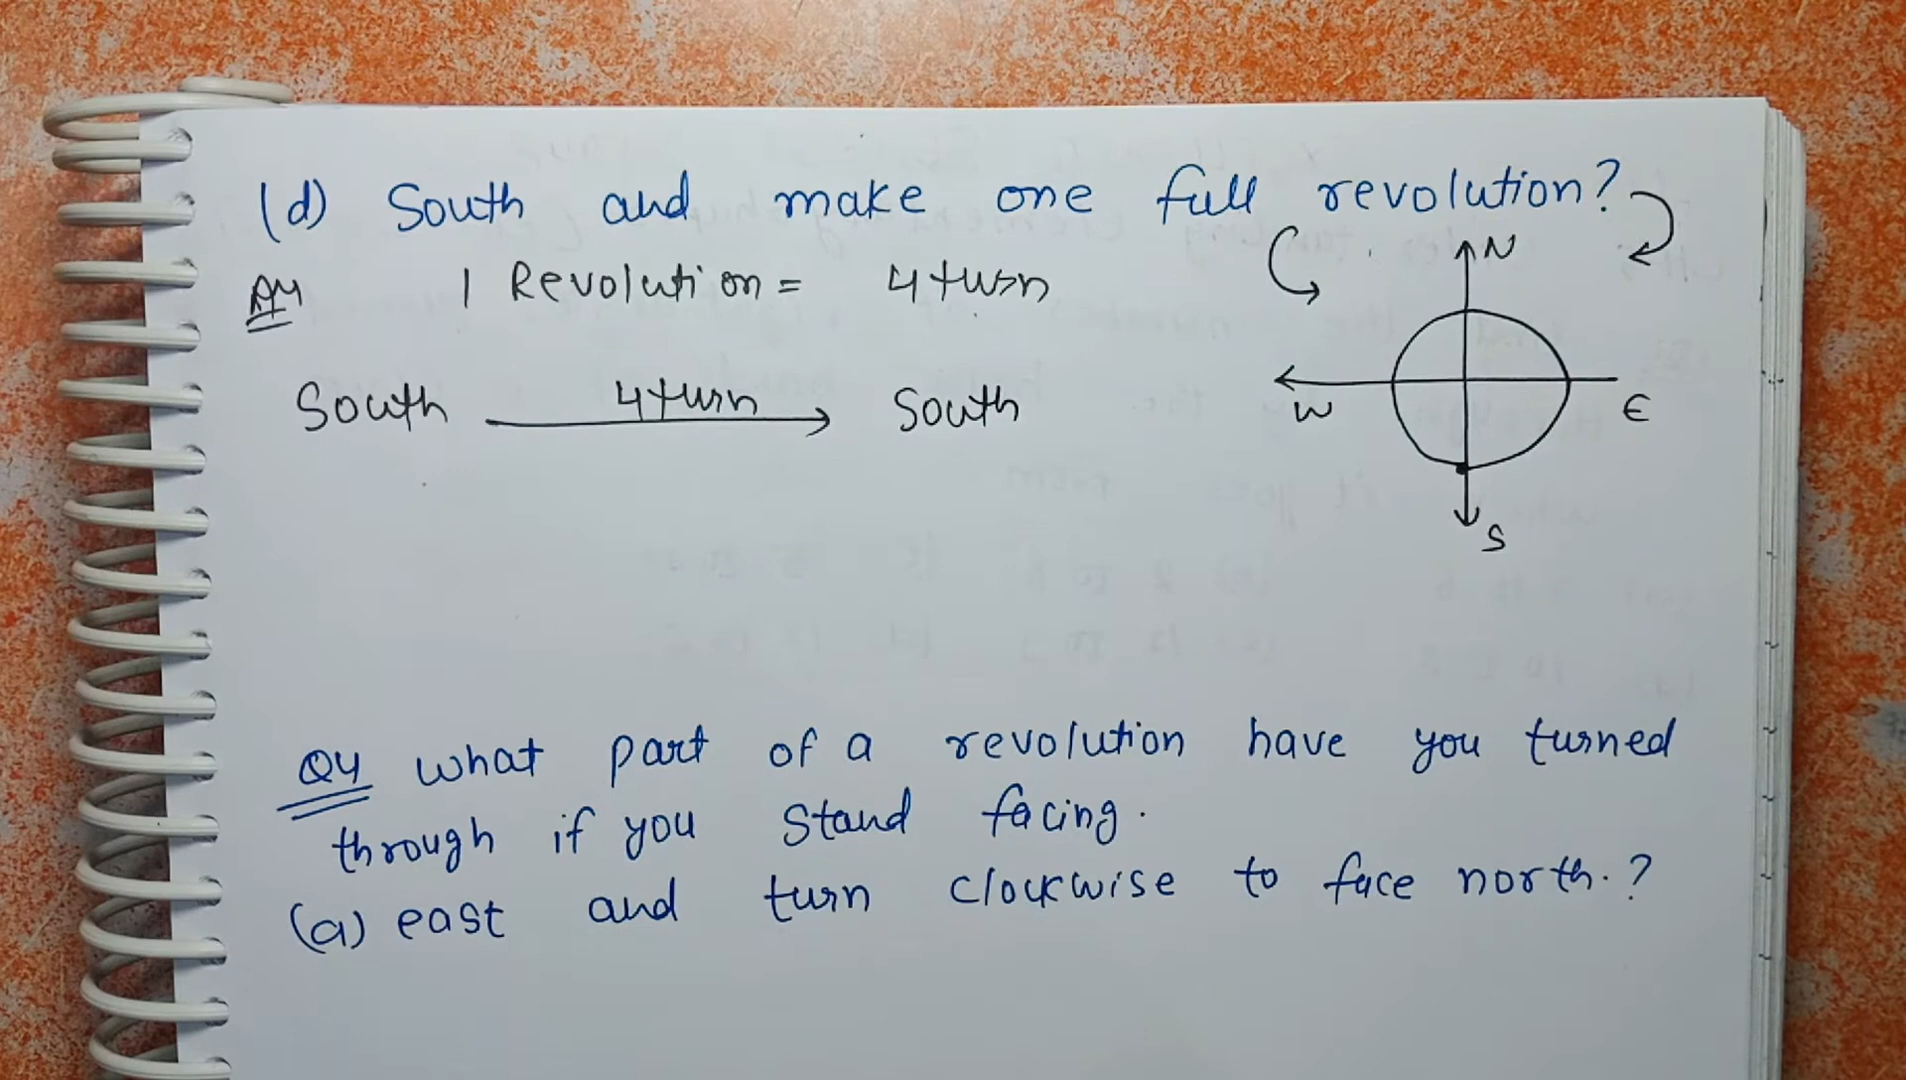 (d) South and make one full revolution?
N
1 Revolution = 4 turn
South 4 turn South
W E
S
Q4 what part of a revolution have you turned
through if you stand facing.
(a) east and turn clockwise to face north.?